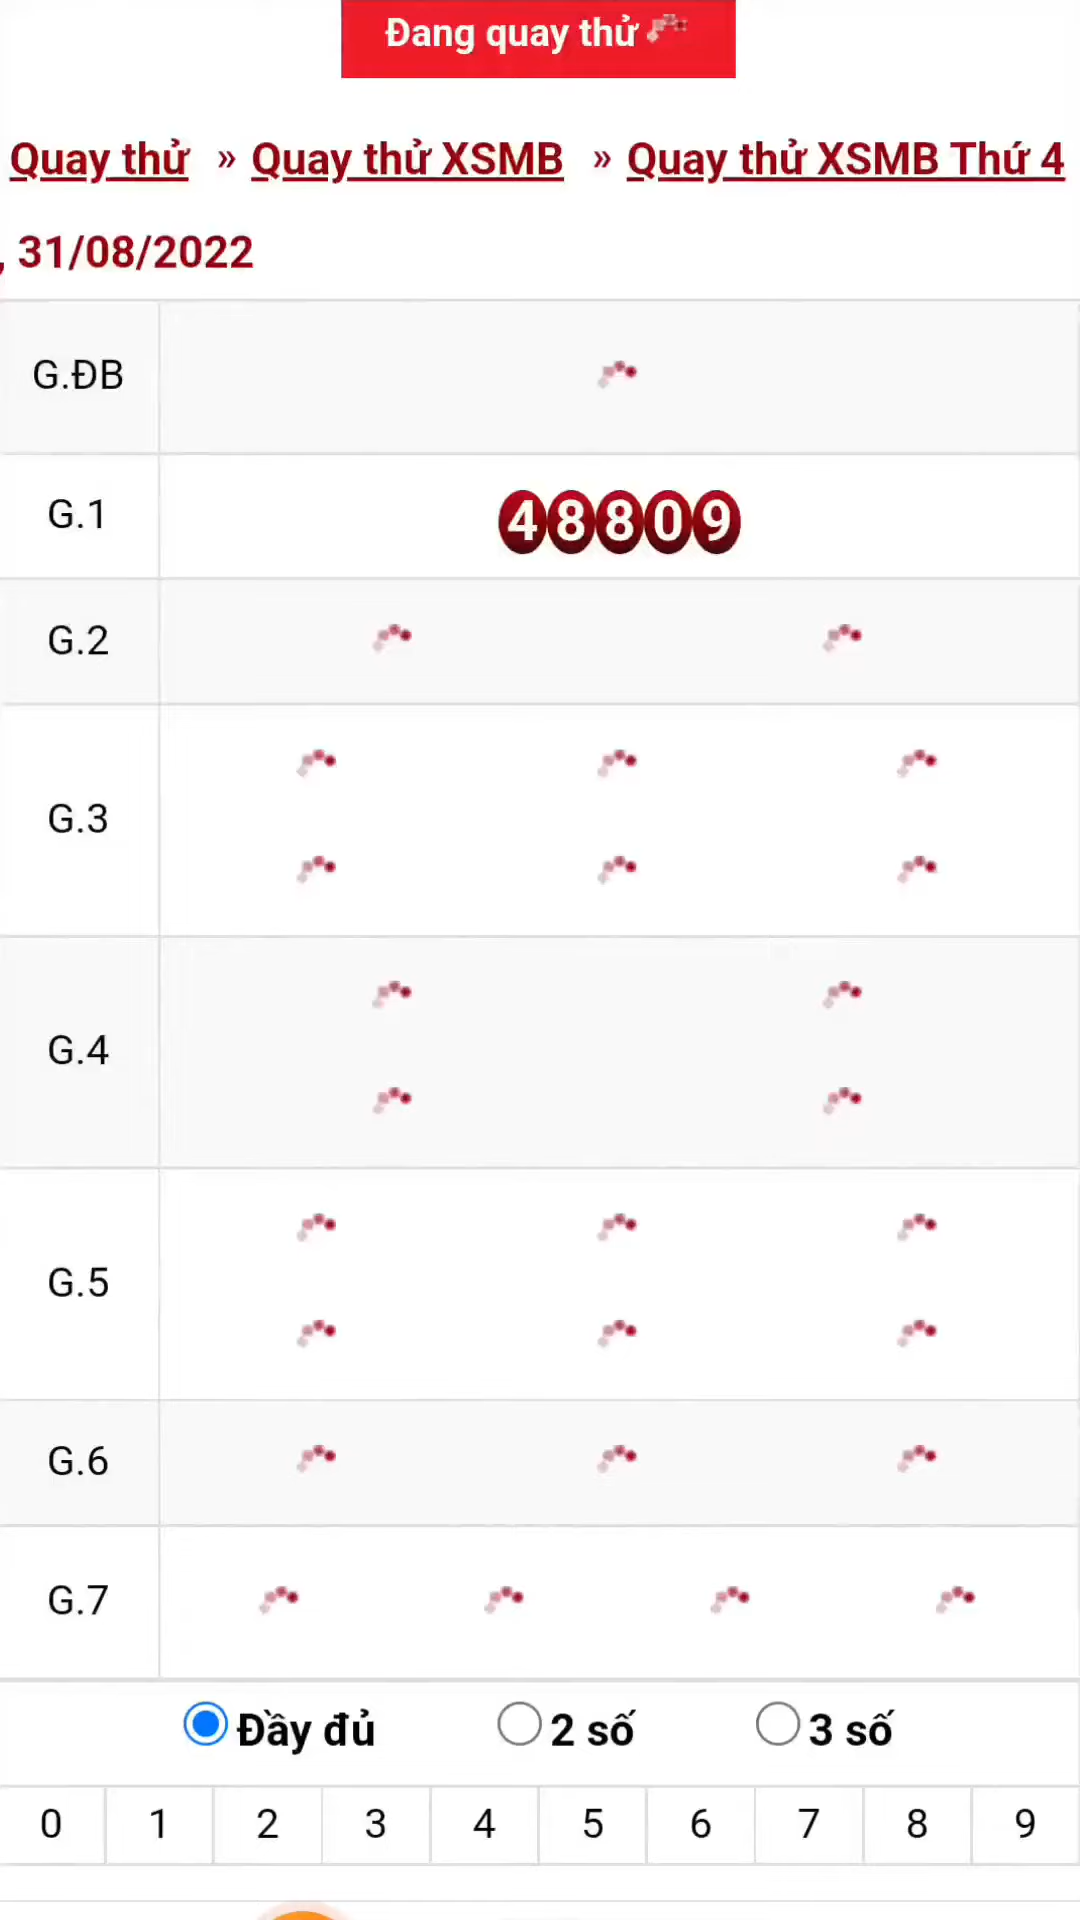 Đang quay thử
Quay thử » Quay thử XSMB » Quay thử XSMB Thứ 4
, 31/08/2022
G.ĐB
G.1 48809
G.2
G.3
G.4
G.5
G.6
G.7
Đầy đủ 2 số 3 số
0 1 2 3 4 5 6 7 8 9